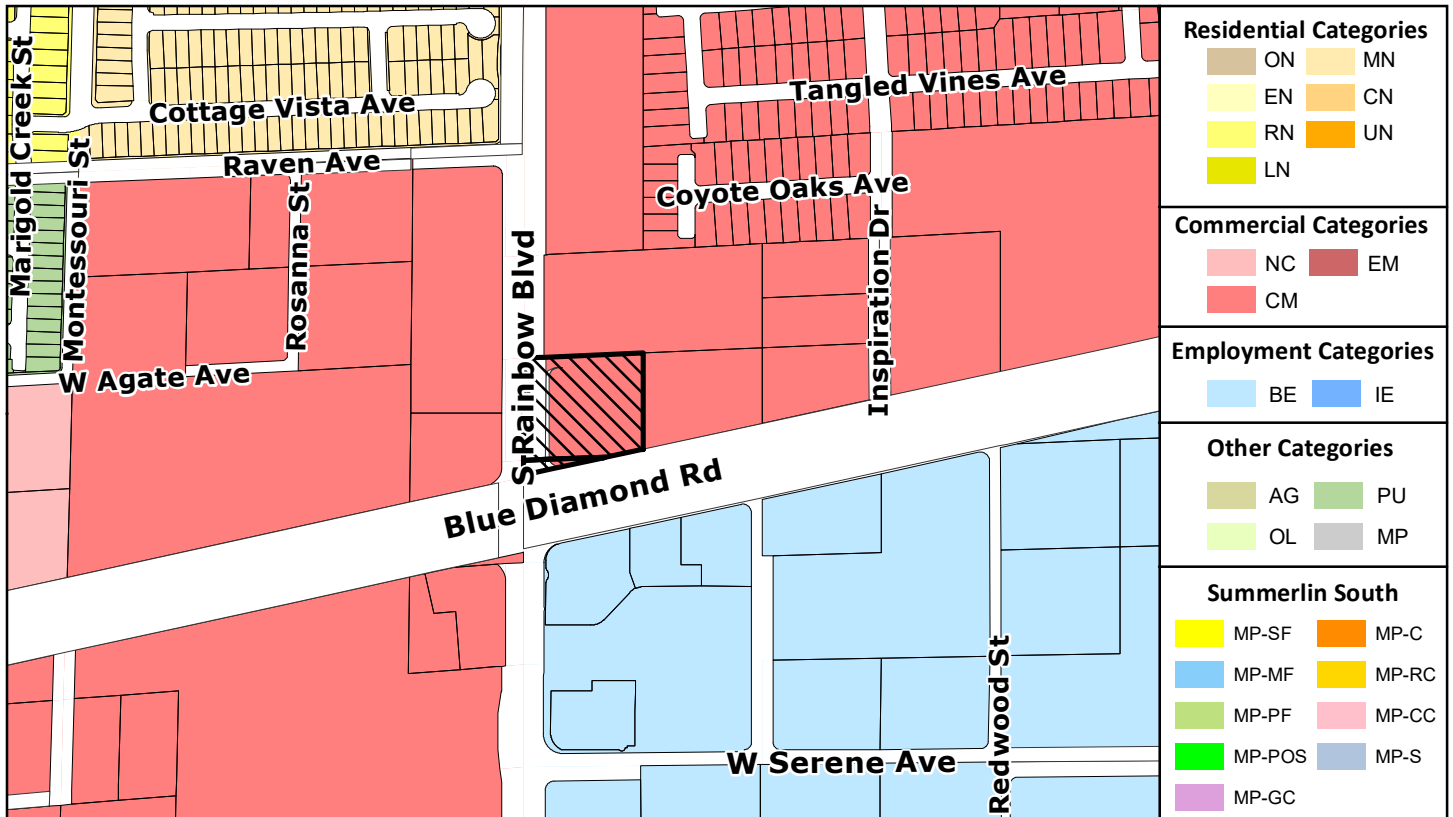 Marigold Creek St
Montessouri St
Cottage Vista Ave
Raven Ave
Rosanna St
W Agate Ave
S Rainbow Blvd
Tangled Vines Ave
Coyote Oaks Ave
Inspiration Dr
Blue Diamond Rd
Redwood St
W Serene Ave
Residential Categories
ON MN
EN CN
RN UN
LN
Commercial Categories
NC EM
CM
Employment Categories
BE IE
Other Categories
AG PU
OL MP
Summerlin South
MP-SF MP-C
MP-MF MP-RC
MP-PF MP-CC
MP-POS MP-S
MP-GC